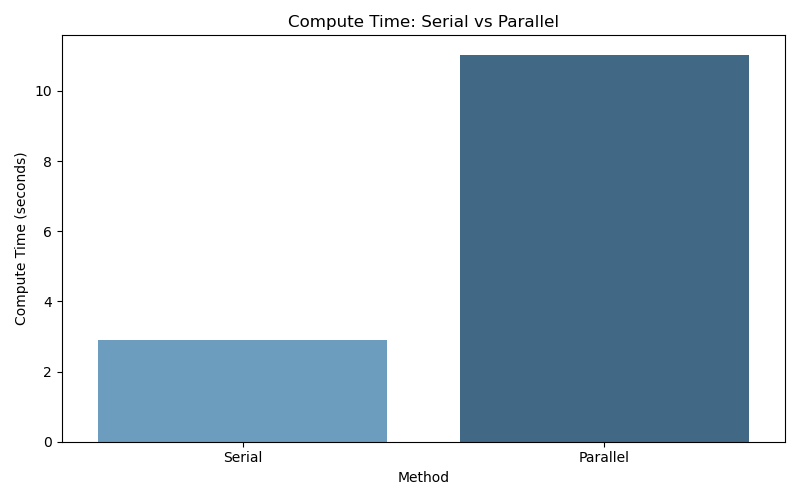 Compute Time: Serial vs Parallel
Compute Time (seconds)
10
8
6
4
2
0
Serial
Parallel
Method